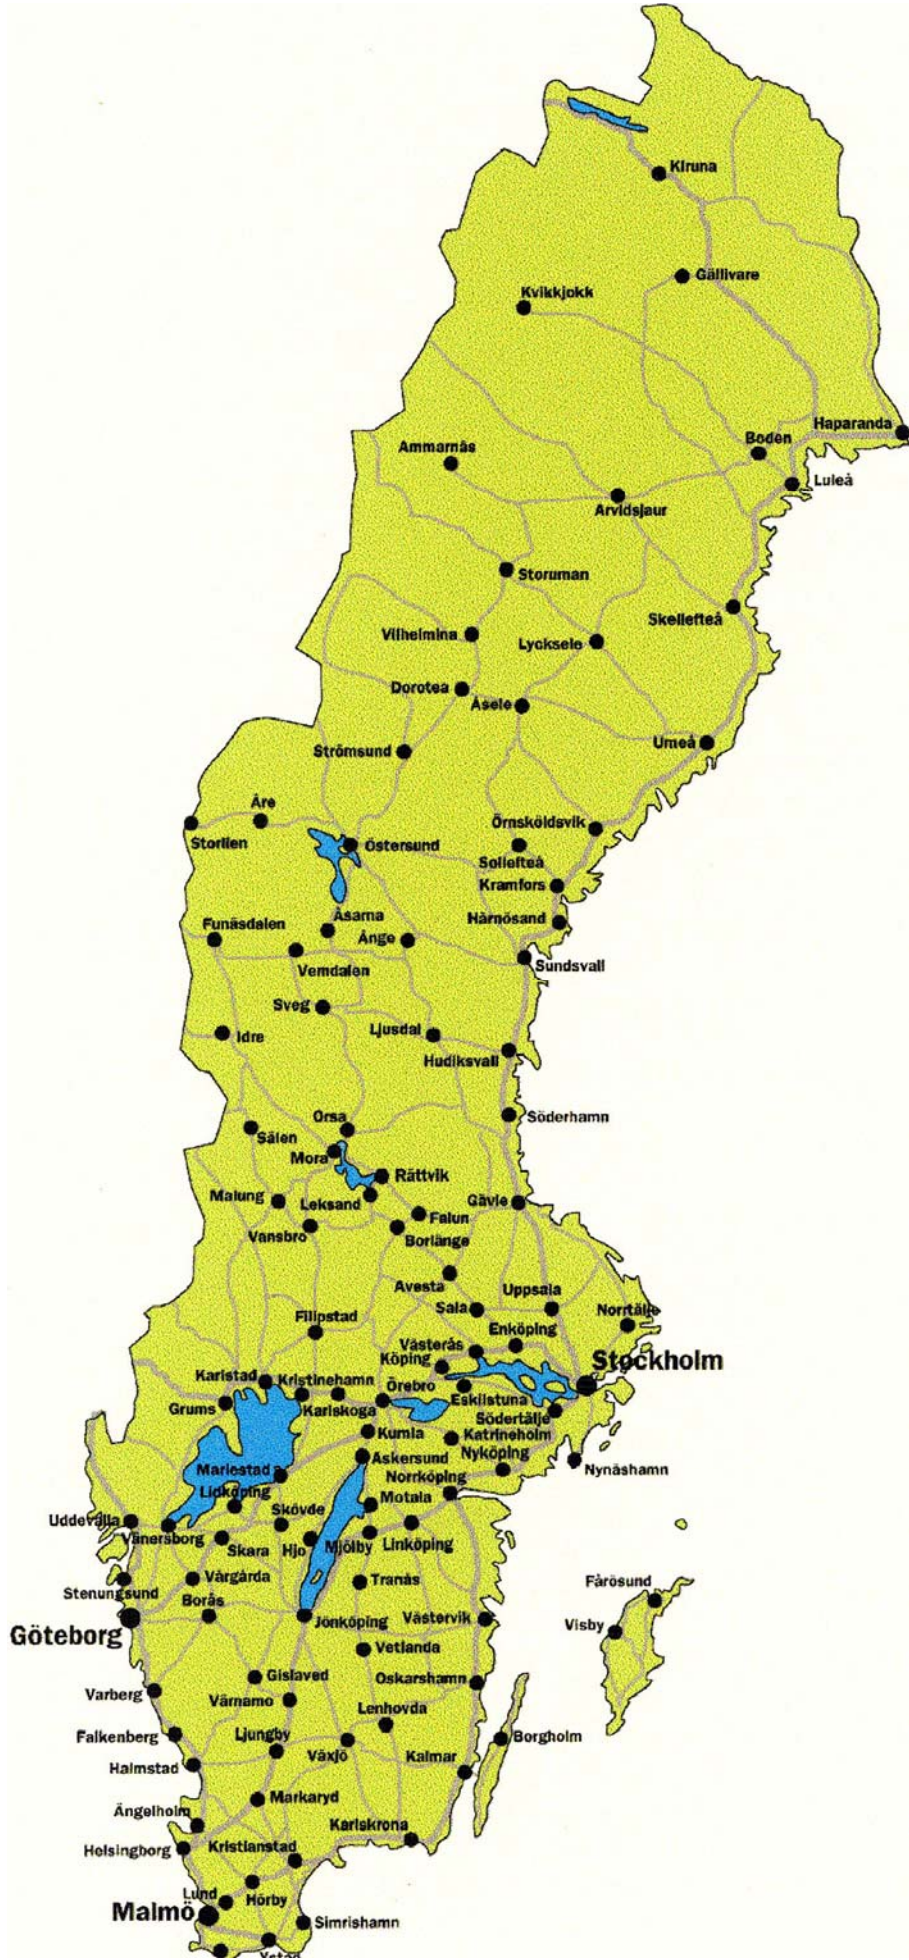 Kiruna
Gällivare
Kvikkjokk
Haparanda
Boden
Ammarnäs
Luleå
Arvidsjaur
Storuman
Skellefteå
Vilhelmina
Lycksele
Dorotea
Åsele
Umeå
Strömsund
Åre
Örnsköldsvik
Storlien
Östersund
Sollefteå
Kramfors
Åsarna
Härnösand
Funäsdalen
Ånge
Vemdalen
Sundsvall
Sveg
Ljusdal
Idre
Hudiksvall
Orsa
Söderhamn
Sälen
Mora
Rättvik
Malung
Leksand
Gävle
Falun
Vansbro
Borlänge
Avesta
Uppsala
Sala
Norrtälje
Filipstad
Enköping
Västerås
Köping
Stockholm
Karlstad
Kristinehamn
Örebro
Eskilstuna
Grums
Karlskoga
Södertälje
Kumla
Katrineholm
Nyköping
Askersund
Mariestad
Norrköping
Nynäshamn
Lidköping
Motala
Skövde
Uddevalla
Vänersborg
Skara
Hjo
Mjölby
Linköping
Vårgårda
Tranås
Fårösund
Stenungsund
Borås
Jönköping
Västervik
Visby
Göteborg
Vetlanda
Gislaved
Oskarshamn
Varberg
Värnamo
Lenhovda
Falkenberg
Ljungby
Borgholm
Växjö
Kalmar
Halmstad
Markaryd
Ängelholm
Karlskrona
Helsingborg
Kristianstad
Lund
Hörby
Malmö
Simrishamn
Ystad